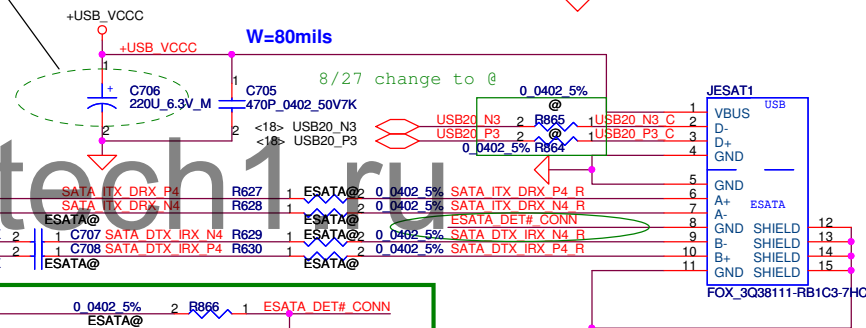 +USB_VCCC
+USB_VCCC
W=80mils
8/27 change to @
1
+
C706
220U_6.3V_M
2
1
C705
470P_0402_50V7K
2
<18> USB20_N3
<18> USB20_P3
0_0402_5%
@
USB20_N3 2 R865 1 USB20_N3_C
USB20_P3 2 @ 1 USB20_P3_C
0_0402_5% R864
JESAT1
USB
1 VBUS
2 D-
3 D+
4 GND
5 GND
6 A+
7 A-
ESATA
8 GND SHIELD 12
9 B- SHIELD 13
10 B+ SHIELD 14
11 GND SHIELD 15
FOX_3Q38111-RB1C3-7H
tech1.ru
SATA_ITX_DRX_P4 R627 1 ESATA@ 2 0_0402_5% SATA_ITX_DRX_P4_R
SATA_ITX_DRX_N4 R628 1 2 0_0402_5% SATA_ITX_DRX_N4_R
ESATA@ ESATA@ ESATA_DET#_CONN
2 1 C707 SATA_DTX_IRX_N4 R629 1 ESATA@ 2 0_0402_5% SATA_DTX_IRX_N4_R
2 1 C708 SATA_DTX_IRX_P4 R630 1 2 0_0402_5% SATA_DTX_IRX_P4_R
ESATA@ ESATA@
0_0402_5% 2 R866 1 ESATA_DET#_CONN
ESATA@